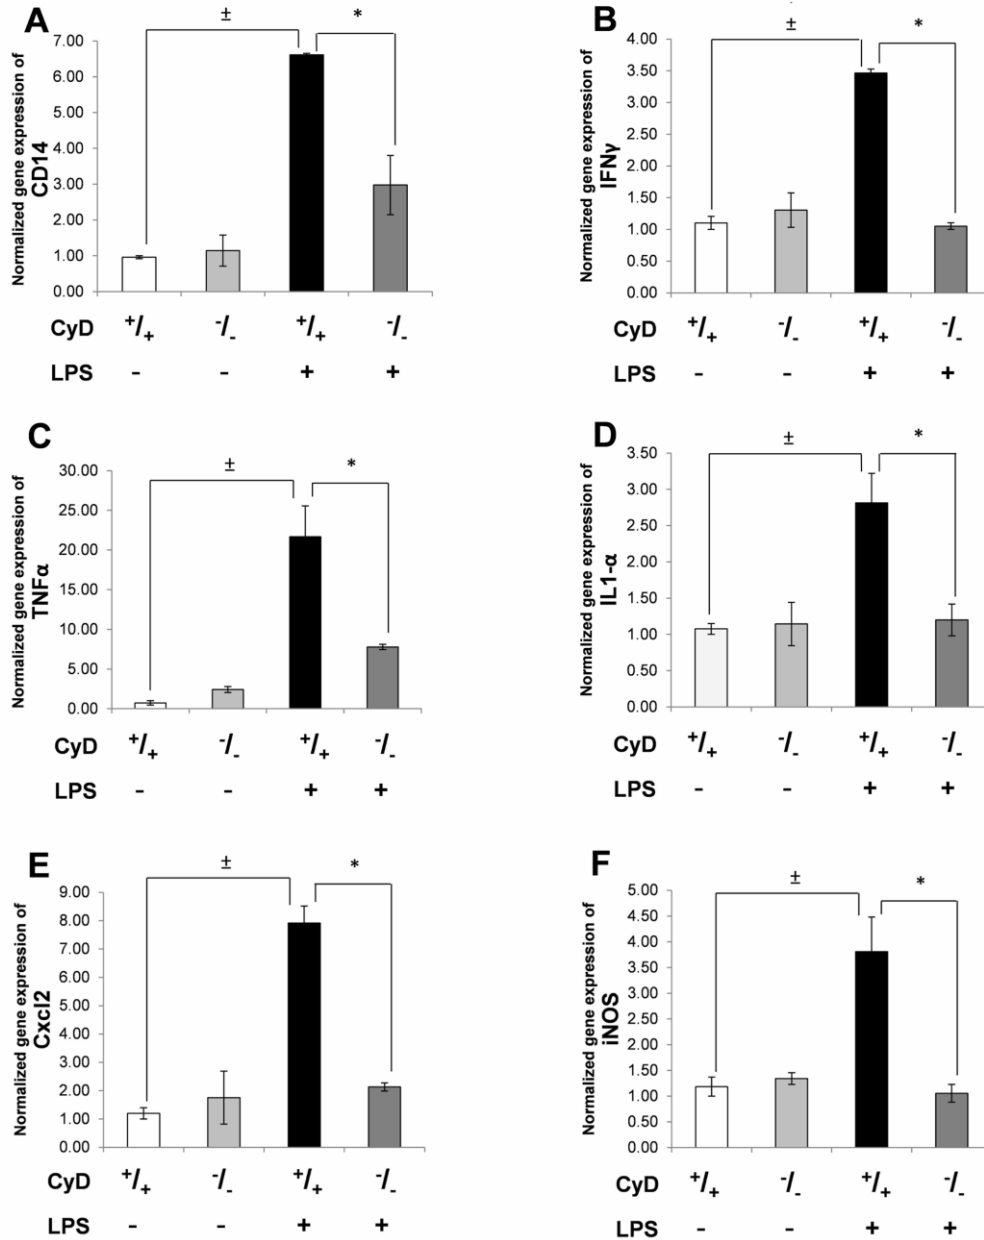 A
± *
Normalized gene expression of
CD14
7.00
6.00
5.00
4.00
3.00
2.00
1.00
0.00
CyD +/+ -/- +/+ -/-
LPS - - + +
B
± *
Normalized gene expression of
IFNγ
4.00
3.50
3.00
2.50
2.00
1.50
1.00
0.50
0.00
CyD +/+ -/- +/+ -/-
LPS - - + +
C
± *
Normalized gene expression of
TNFα
30.00
25.00
20.00
15.00
10.00
5.00
0.00
CyD +/+ -/- +/+ -/-
LPS - - + +
D
± *
Normalized gene expression of
IL1-α
3.50
3.00
2.50
2.00
1.50
1.00
0.50
0.00
CyD +/+ -/- +/+ -/-
LPS - - + +
E
± *
Normalized gene expression of
Cxcl2
9.00
8.00
7.00
6.00
5.00
4.00
3.00
2.00
1.00
0.00
CyD +/+ -/- +/+ -/-
LPS - - + +
F
± *
Normalized gene expression of
iNOS
5.00
4.50
4.00
3.50
3.00
2.50
2.00
1.50
1.00
0.50
0.00
CyD +/+ -/- +/+ -/-
LPS - - + +